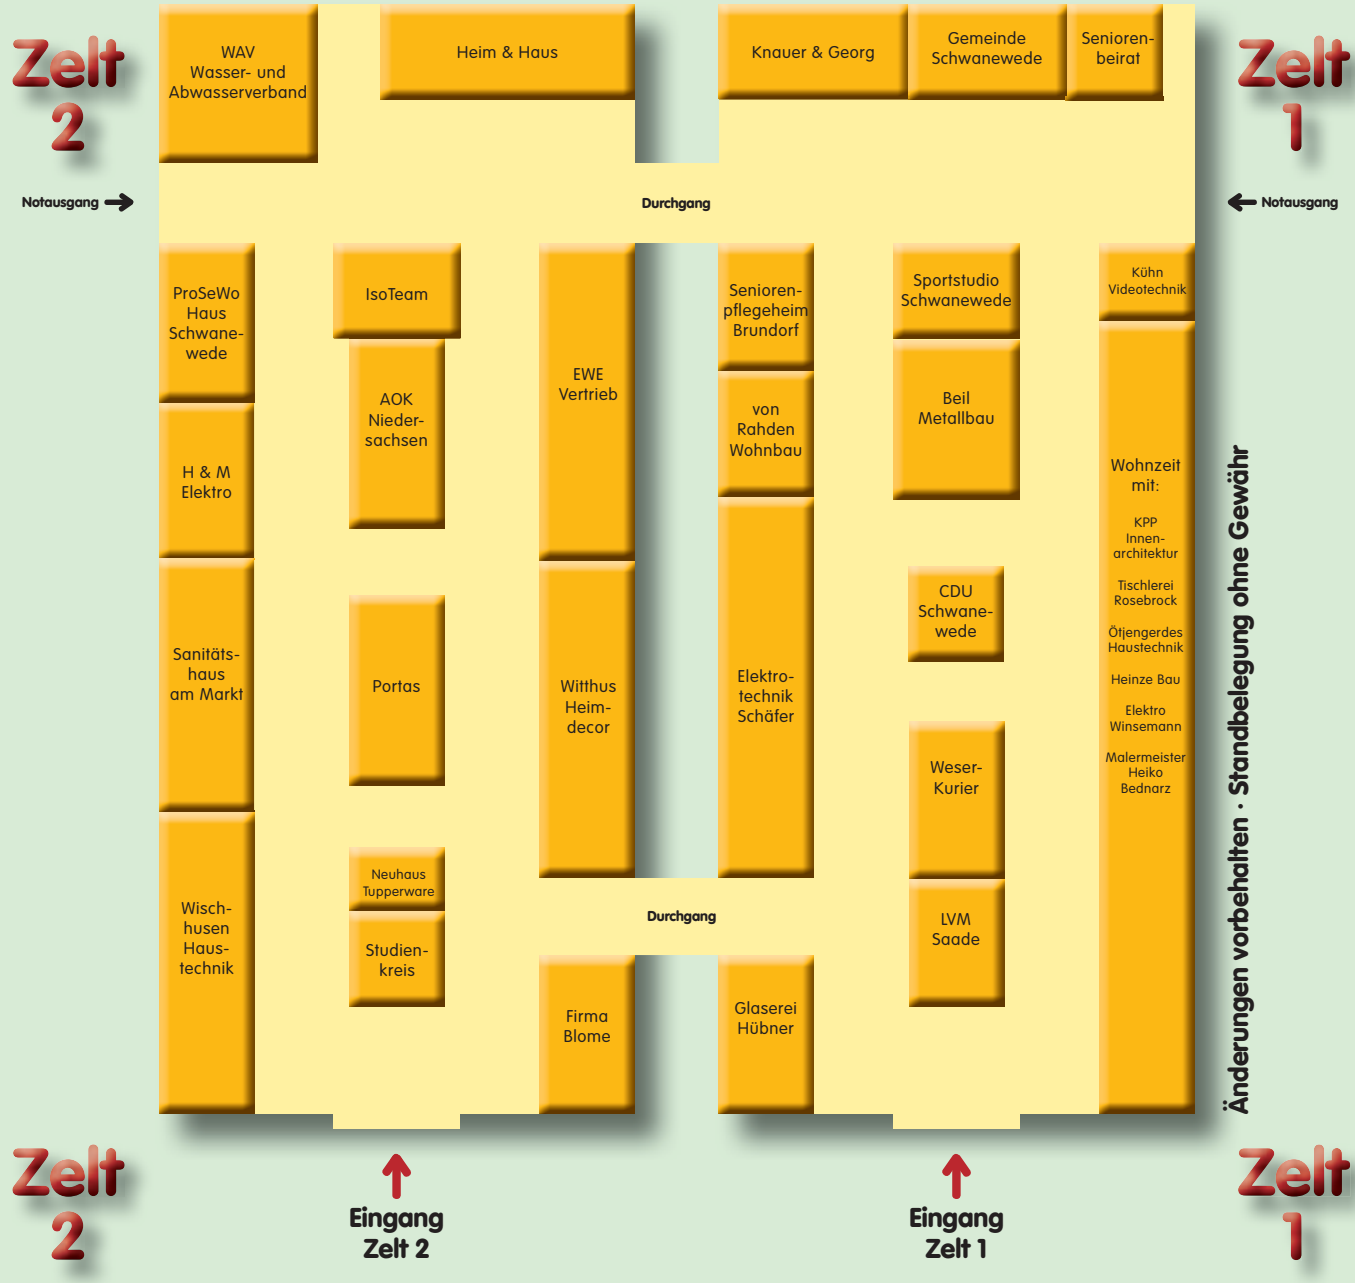 Zelt
2
WAV
Wasser- und
Abwasserverband
Heim & Haus
Knauer & Georg
Gemeinde
Schwanewede
Senioren-
beirat
Zelt
1
Notausgang
Durchgang
Notausgang
ProSeWo
Haus
Schwane-
wede
H & M
Elektro
Sanitäts-
haus
am Markt
Wisch-
husen
Haus-
technik
IsoTeam
AOK
Nieder-
sachsen
Portas
Neuhaus
Tupperware
Studien-
kreis
EWE
Vertrieb
Witthus
Heim-
decor
Durchgang
Firma
Blome
Senioren-
pflegeheim
Brundorf
von
Rahden
Wohnbau
Elektro-
technik
Schäfer
Glaserei
Hübner
Sportstudio
Schwanewede
Beil
Metallbau
CDU
Schwane-
wede
Weser-
Kurier
LVM
Saade
Kühn
Videotechnik
Wohnzeit
mit:
KPP
Innen-
architektur
Tischlerei
Rosebrock
Ötjengerdes
Haustechnik
Heinze Bau
Elektro
Winsemann
Malermeister
Heiko
Bednarz
Änderungen vorbehalten · Standbelegung ohne Gewähr
Zelt
2
Eingang
Zelt 2
Eingang
Zelt 1
Zelt
1